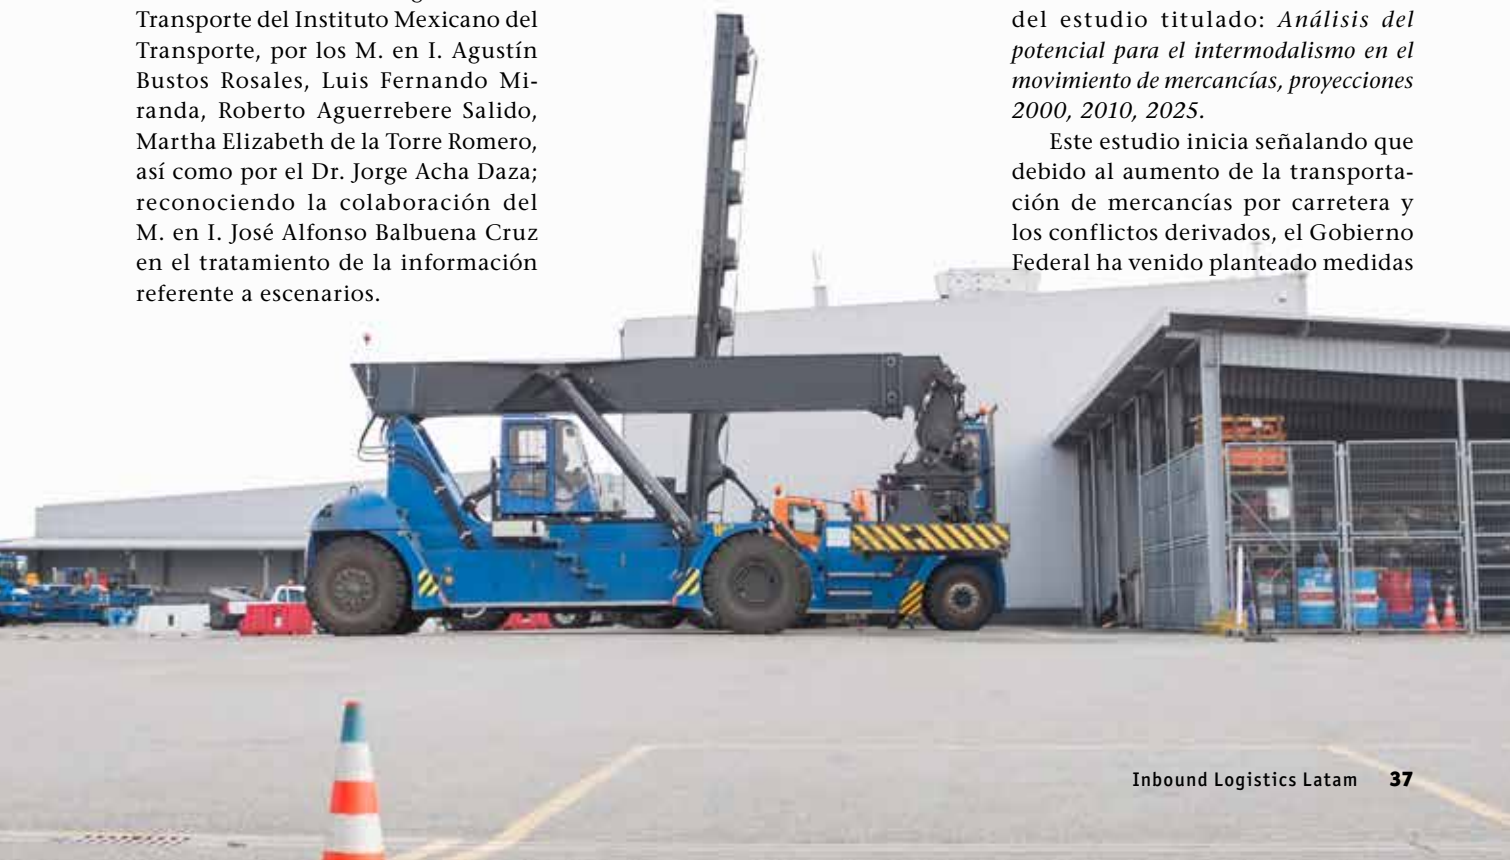 Transporte del Instituto Mexicano del
Transporte, por los M. en I. Agustín
Bustos Rosales, Luis Fernando Mi-
randa, Roberto Aguerrebere Salido,
Martha Elizabeth de la Torre Romero,
así como por el Dr. Jorge Acha Daza;
reconociendo la colaboración del
M. en I. José Alfonso Balbuena Cruz
en el tratamiento de la información
referente a escenarios.
del estudio titulado: Análisis del
potencial para el intermodalismo en el
movimiento de mercancías, proyecciones
2000, 2010, 2025.
Este estudio inicia señalando que
debido al aumento de la transporta-
ción de mercancías por carretera y
los conflictos derivados, el Gobierno
Federal ha venido planteado medidas
Inbound Logistics Latam 37